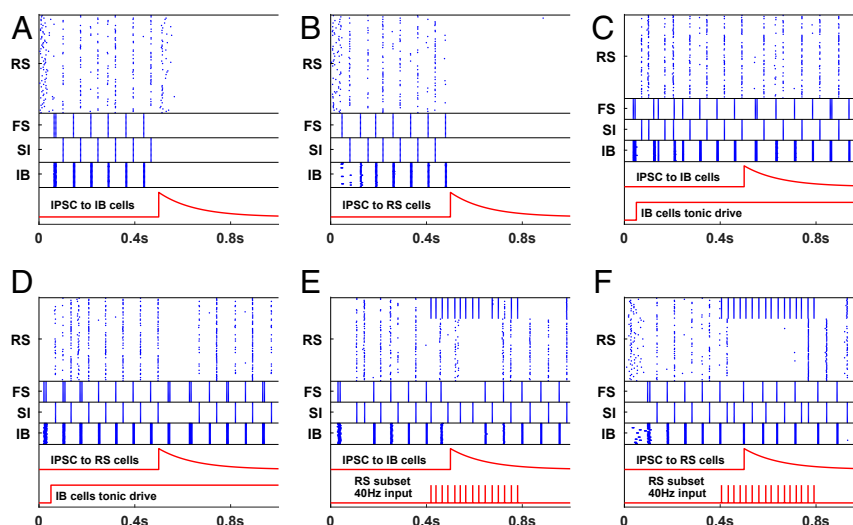 A
RS
FS
SI
IB
IPSC to IB cells
0 0.4s 0.8s
B
RS
FS
SI
IB
IPSC to RS cells
0 0.4s 0.8s
C
RS
FS
SI
IB
IPSC to IB cells
IB cells tonic drive
0 0.4s 0.8s
D
RS
FS
SI
IB
IPSC to RS cells
IB cells tonic drive
0 0.4s 0.8s
E
RS
FS
SI
IB
IPSC to IB cells
RS subset
40Hz input
0 0.4s 0.8s
F
RS
FS
SI
IB
IPSC to RS cells
RS subset
40Hz input
0 0.4s 0.8s